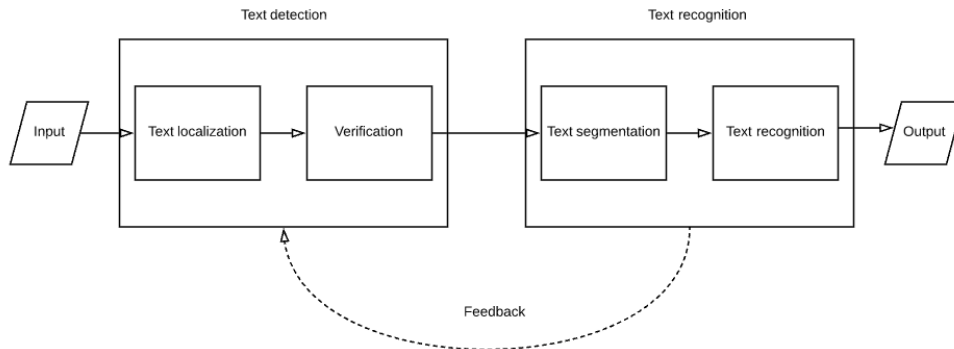 Text detection
Text recognition
Input
Text localization
Verification
Text segmentation
Text recognition
Output
Feedback